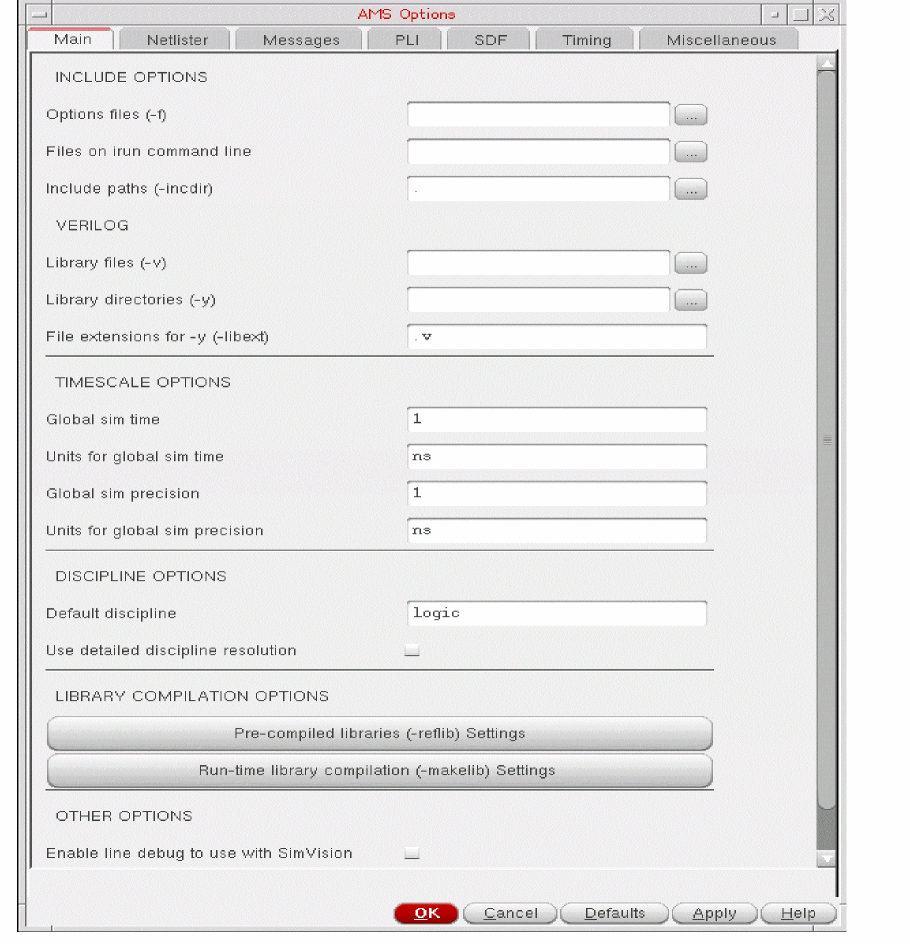 AMS Options
Main Netlister Messages PLI SDF Timing Miscellaneous
INCLUDE OPTIONS
Options files (-f) ...
Files on irun command line ...
Include paths (-incdir) . ...
VERILOG
Library files (-v) ...
Library directories (-y) ...
File extensions for -y (-libext) .v
TIMESCALE OPTIONS
Global sim time 1
Units for global sim time ns
Global sim precision 1
Units for global sim precision ns
DISCIPLINE OPTIONS
Default discipline logic
Use detailed discipline resolution
LIBRARY COMPILATION OPTIONS
Pre-compiled libraries (-reflib) Settings
Run-time library compilation (-makelib) Settings
OTHER OPTIONS
Enable line debug to use with SimVision
OK Cancel Defaults Apply Help